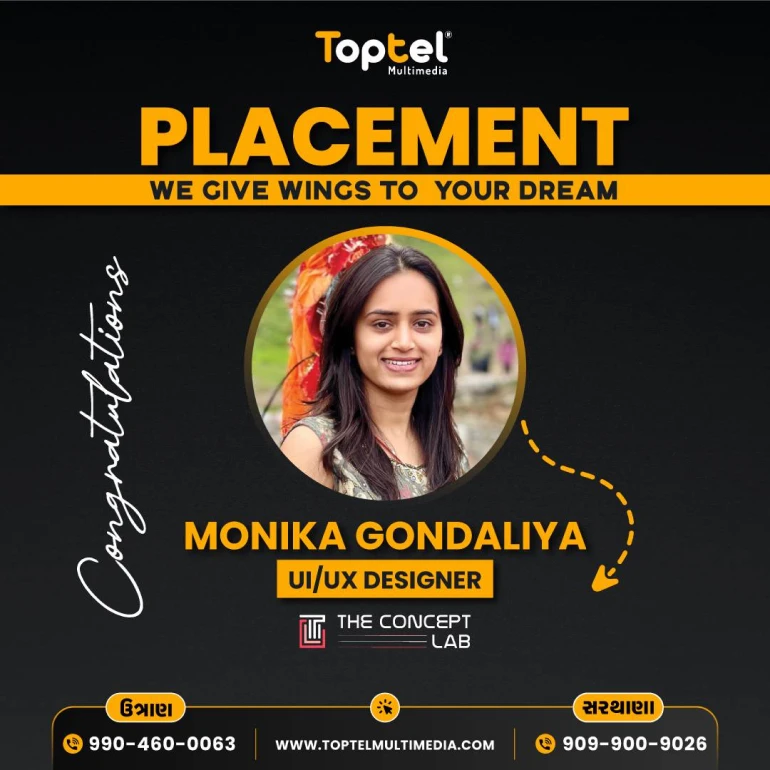 Toptel®
Multimedia
PLACEMENT
WE GIVE WINGS TO YOUR DREAM
Congratulations
MONIKA GONDALIYA
UI/UX DESIGNER
THE CONCEPT
LAB
ઉત્રાણ
સરથાણા
990-460-0063
WWW.TOPTELMULTIMEDIA.COM
909-900-9026